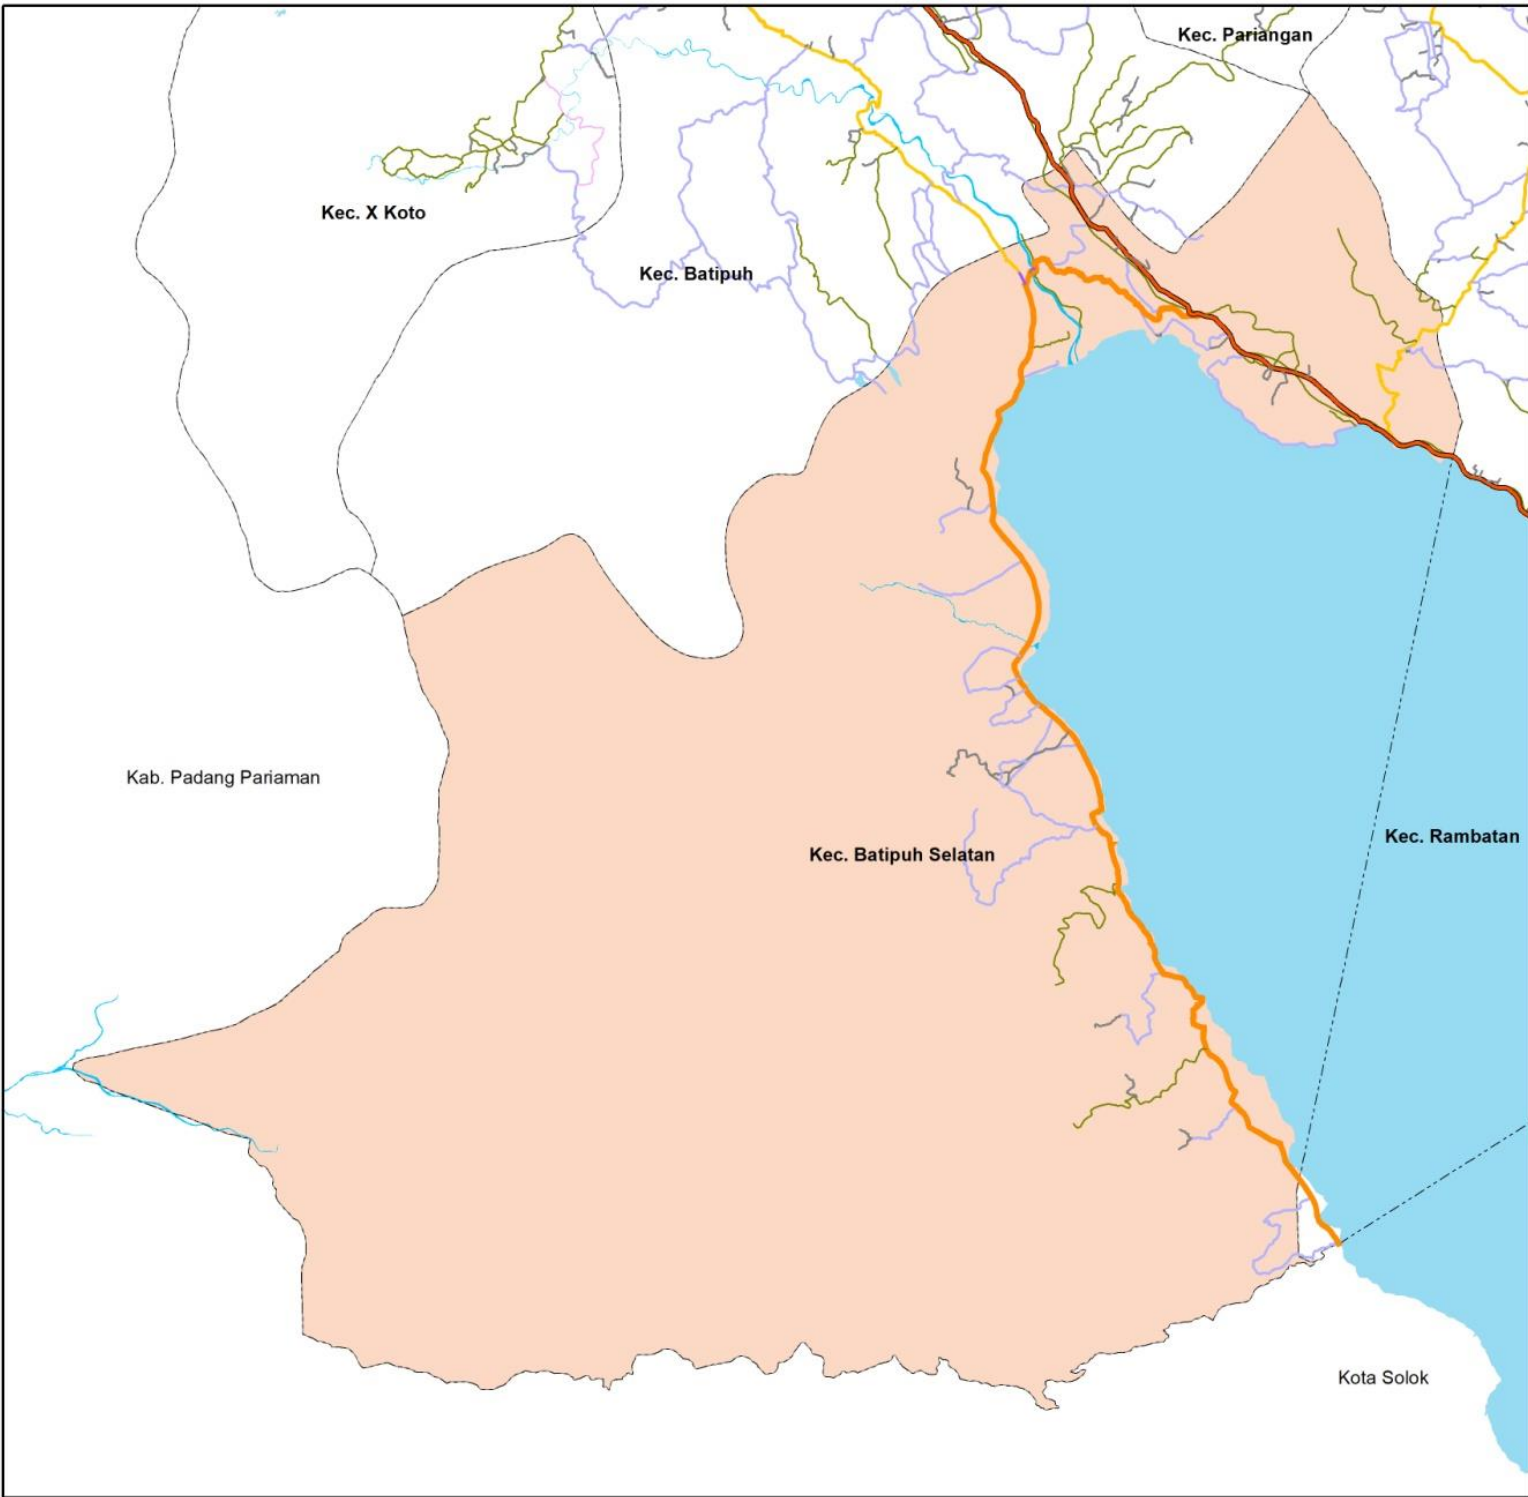 Kec. Pariangan
Kec. X Koto
Kec. Batipuh
Kab. Padang Pariaman
Kec. Rambatan
Kec. Batipuh Selatan
Kota Solok